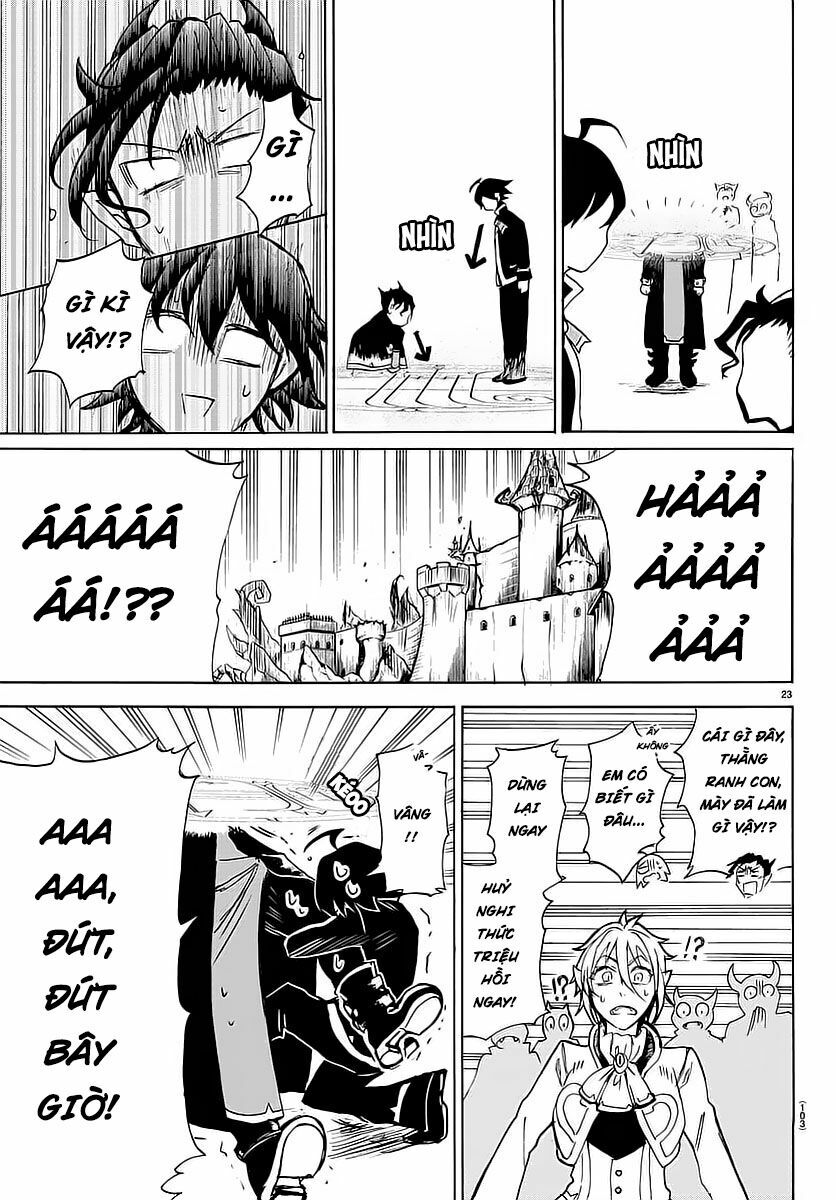 NHÌN
NHÌN
GÌ
...
GÌ KÌ
VẬY!?
HẢẢẢ
ẢẢẢẢ
ẢẢẢ
ÁÁÁÁÁ
ÁÁ!??
23
CÁI GÌ ĐÂY,
THẰNG
RANH CON,
MÀY ĐÃ LÀM
GÌ VẬY!?
ẤY
KHÔNG
EM CÓ
BIẾT GÌ
ĐÂU...
DỪNG
LẠI
NGAY
HUỶ
NGHI
THỨC
TRIỆU
HỒI
NGAY!
!?
!?
VÂ-
VÂNG
!!
KÉOO
AAA
AAA,
ĐỨT,
ĐỨT
BÂY
GIỜ!
(103)